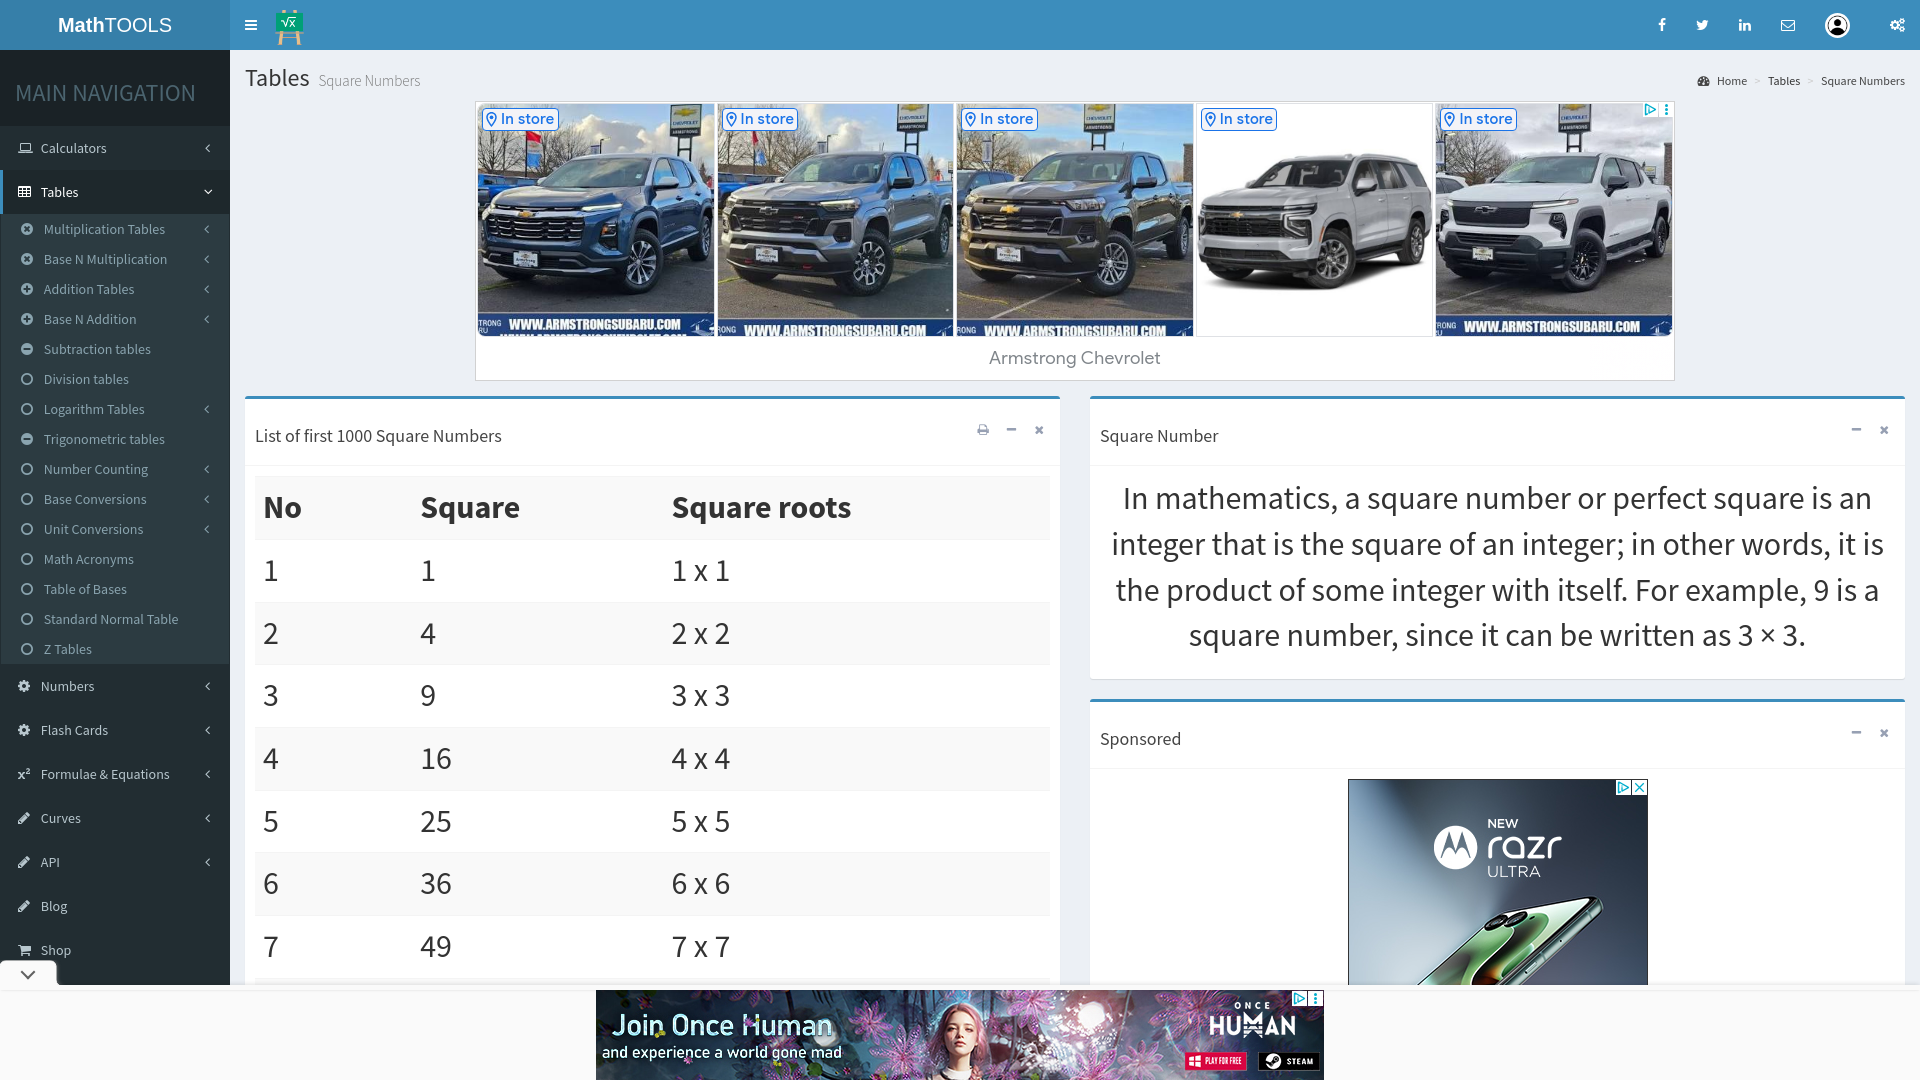 MathTOOLS
Tables Square Numbers
Home > Tables > Square Numbers
MAIN NAVIGATION
Calculators
Tables
Multiplication Tables
Base N Multiplication
Addition Tables
Base N Addition
Subtraction tables
Division tables
Logarithm Tables
Trigonometric tables
Number Counting
Base Conversions
Unit Conversions
Math Acronyms
Table of Bases
Standard Normal Table
Z Tables
Numbers
Flash Cards
x² Formulae & Equations
Curves
API
Blog
Shop
In store
In store
In store
In store
In store
WWW.ARMSTRONGSUBARU.COM
WWW.ARMSTRONGSUBARU.COM
WWW.ARMSTRONGSUBARU.COM
WWW.ARMSTRONGSUBARU.COM
Armstrong Chevrolet
List of first 1000 Square Numbers
No Square Square roots
1 1 1 x 1
2 4 2 x 2
3 9 3 x 3
4 16 4 x 4
5 25 5 x 5
6 36 6 x 6
7 49 7 x 7
Square Number
In mathematics, a square number or perfect square is an
integer that is the square of an integer; in other words, it is
the product of some integer with itself. For example, 9 is a
square number, since it can be written as 3 × 3.
Sponsored
NEW
razr
ULTRA
Join Once Human
and experience a world gone mad
ONCE
HUMAN
PLAY FOR FREE
STEAM